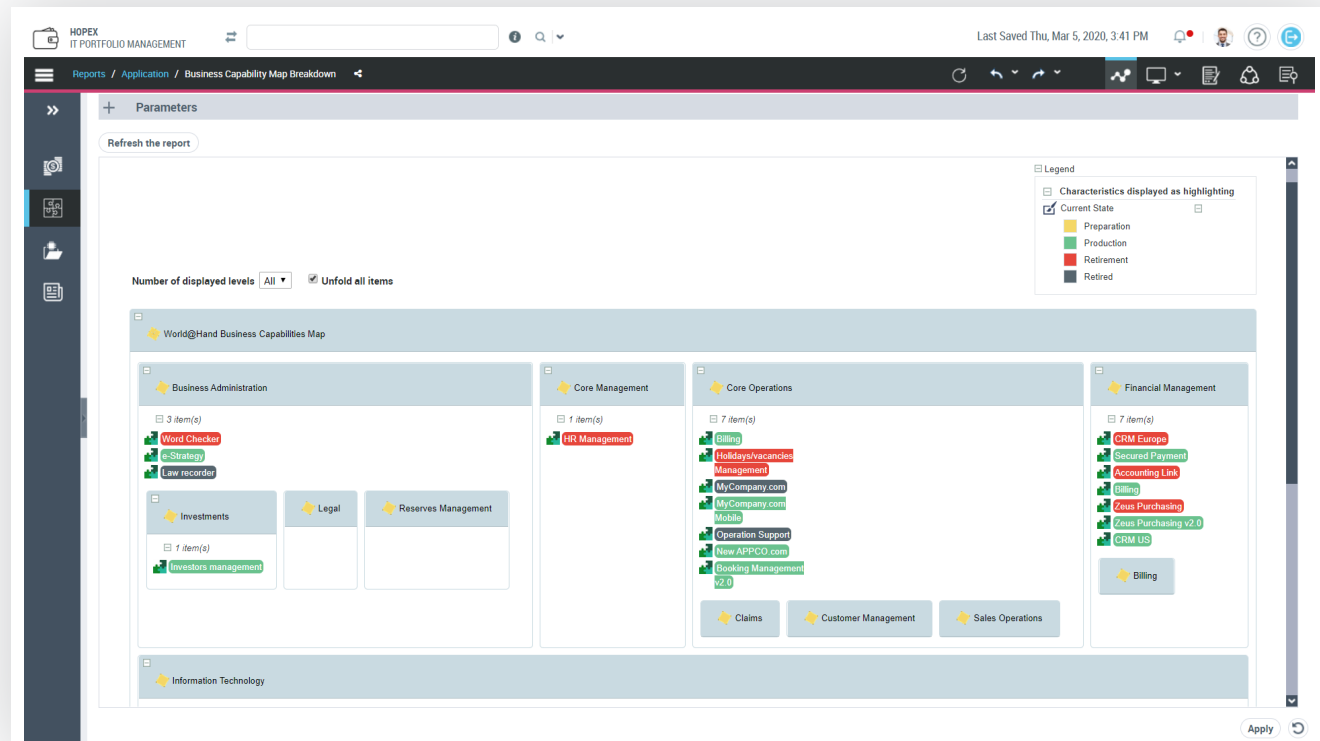 HOPEX
IT PORTFOLIO MANAGEMENT
Last Saved Thu, Mar 5, 2020, 3:41 PM
Reports / Application / Business Capability Map Breakdown
Parameters
Refresh the report
Legend
Characteristics displayed as highlighting
Current State
Preparation
Production
Retirement
Retired
Number of displayed levels All Unfold all items
World@Hand Business Capabilities Map
Business Administration
3 item(s)
Word Checker
e-Strategy
Law recorder
Investments
1 item(s)
Investors management
Legal
Reserves Management
Core Management
1 item(s)
HR Management
Core Operations
7 item(s)
Billing
Holidays/vacancies
Management
MyCompany.com
MyCompany.com
Mobile
Operation Support
New APPCO.com
Booking Management
v2.0
Claims
Customer Management
Sales Operations
Financial Management
7 item(s)
CRM Europe
Secured Payment
Accounting Link
Billing
Zeus Purchasing
Zeus Purchasing v2.0
CRM US
Billing
Information Technology
Apply